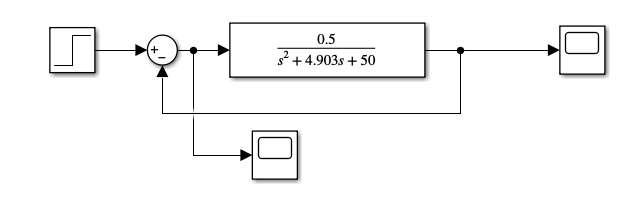 +
−
0.5
s² + 4.903s + 50